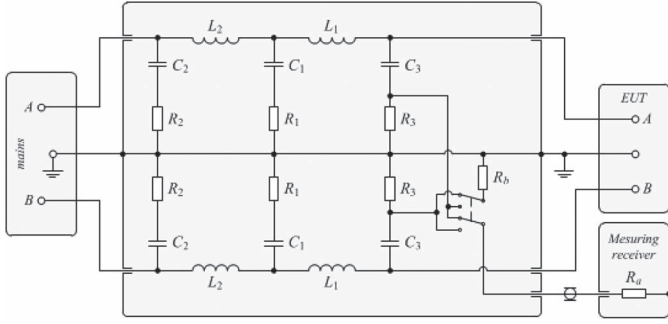 L2 L1
C2 C1 C3
A
R2 R1 R3
EUT
A
mains
R2 R1 R3
Rb
B
B
C2 C1 C3
L2 L1
Mesuring
receiver
Ra